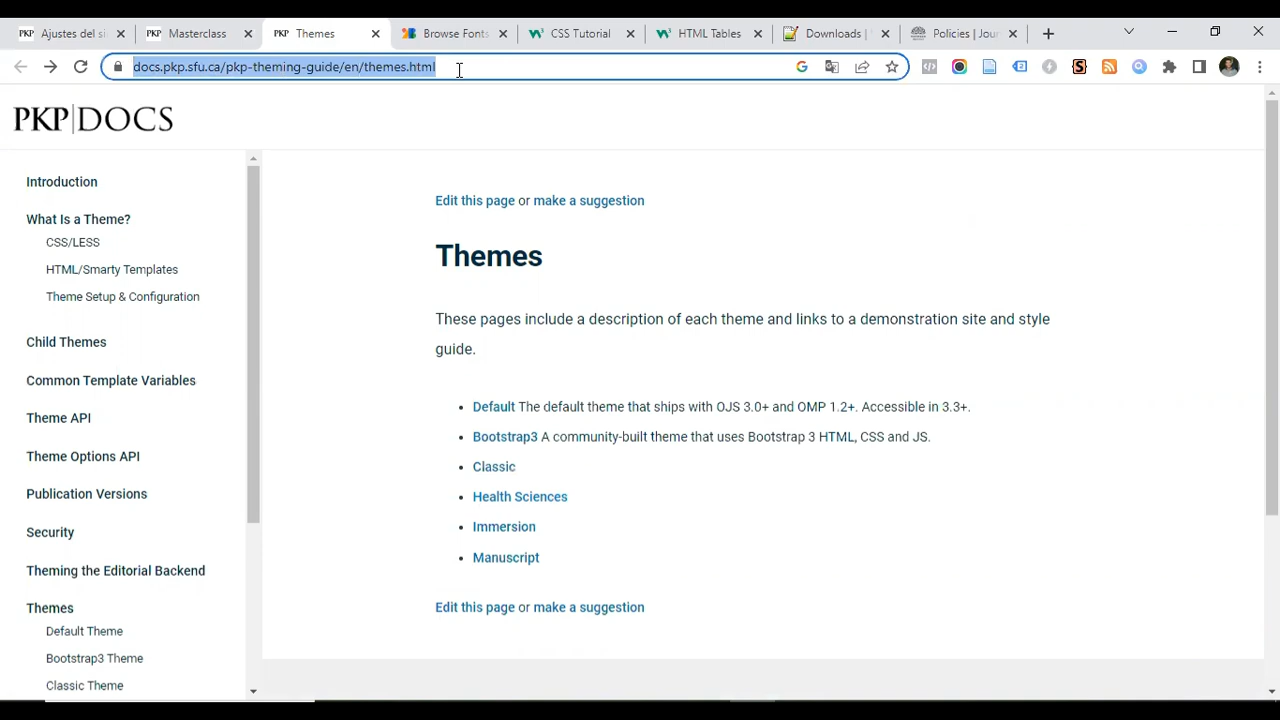 Ajustes del si
Masterclass
Themes
Browse Fonts
CSS Tutorial
HTML Tables
Downloads |
Policies | Jour
docs.pkp.sfu.ca/pkp-theming-guide/en/themes.html
PKP|DOCS
Introduction
What Is a Theme?
CSS/LESS
HTML/Smarty Templates
Theme Setup & Configuration
Child Themes
Common Template Variables
Theme API
Theme Options API
Publication Versions
Security
Theming the Editorial Backend
Themes
Default Theme
Bootstrap3 Theme
Classic Theme
Edit this page or make a suggestion
Themes
These pages include a description of each theme and links to a demonstration site and style
guide.
• Default The default theme that ships with OJS 3.0+ and OMP 1.2+. Accessible in 3.3+.
• Bootstrap3 A community-built theme that uses Bootstrap 3 HTML, CSS and JS.
• Classic
• Health Sciences
• Immersion
• Manuscript
Edit this page or make a suggestion